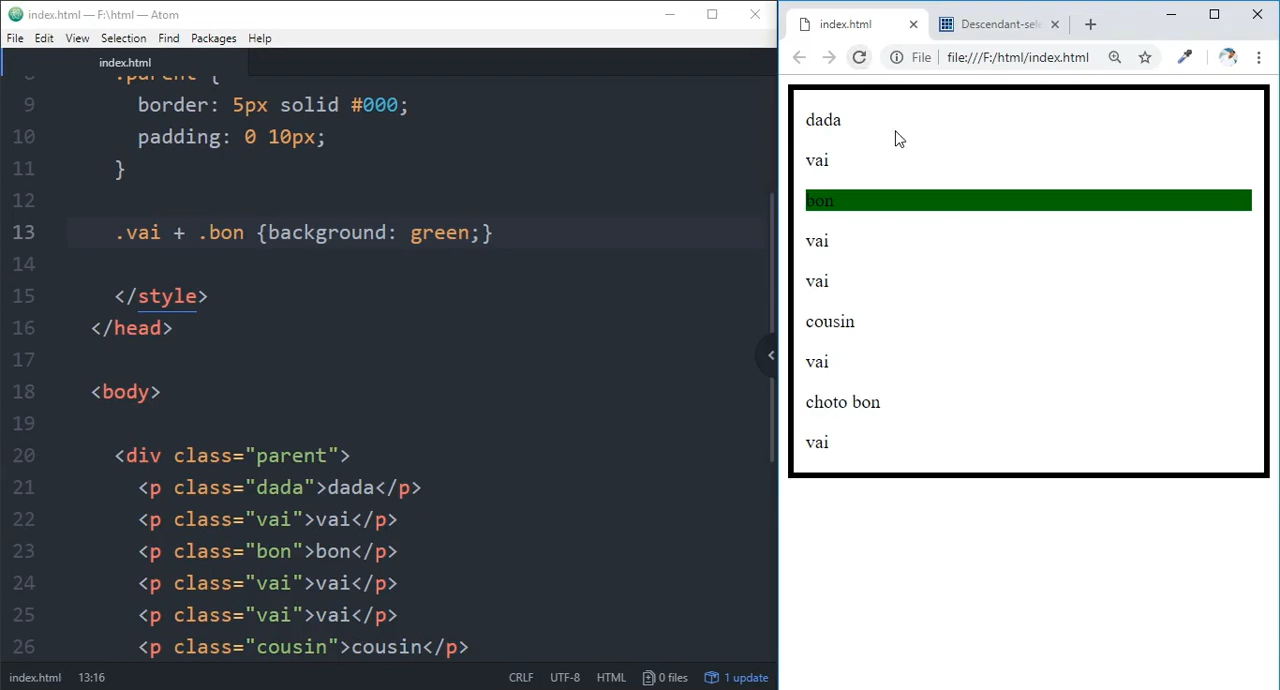 index.html — F:\html — Atom
File Edit View Selection Find Packages Help
index.html
8 .parent {
9 border: 5px solid #000;
10 padding: 0 10px;
11 }
12
13 .vai + .bon {background: green;}
14
15 </style>
16 </head>
17
18 <body>
19
20 <div class="parent">
21 <p class="dada">dada</p>
22 <p class="vai">vai</p>
23 <p class="bon">bon</p>
24 <p class="vai">vai</p>
25 <p class="vai">vai</p>
26 <p class="cousin">cousin</p>
index.html 13:16 CRLF UTF-8 HTML 0 files 1 update
index.html Descendant-sele
File file:///F:/html/index.html
dada
vai
bon
vai
vai
cousin
vai
choto bon
vai